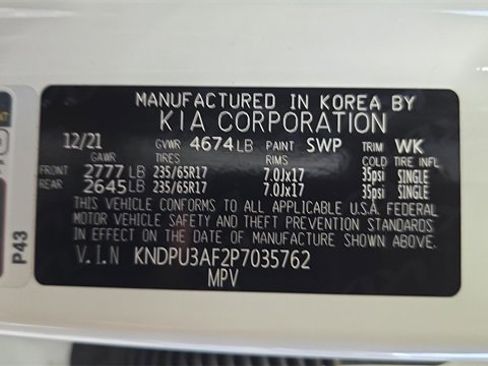 MANUFACTURED IN KOREA BY
KIA CORPORATION
12/21 GVWR 4674LB PAINT SWP TRIM WK
GAWR TIRES RIMS COLD TIRE INFL
FRONT 2777LB 235/65R17 7.0Jx17 35psi SINGLE
REAR 2645LB 235/65R17 7.0Jx17 35psi SINGLE
THIS VEHICLE CONFORMS TO ALL APPLICABLE U.S.A. FEDERAL
MOTOR VEHICLE SAFETY AND THEFT PREVENTION STANDARDS
IN EFFECT ON THE DATE OF MANUFACTURE SHOWN ABOVE.
V.I.N KNDPU3AF2P7035762
MPV
P43